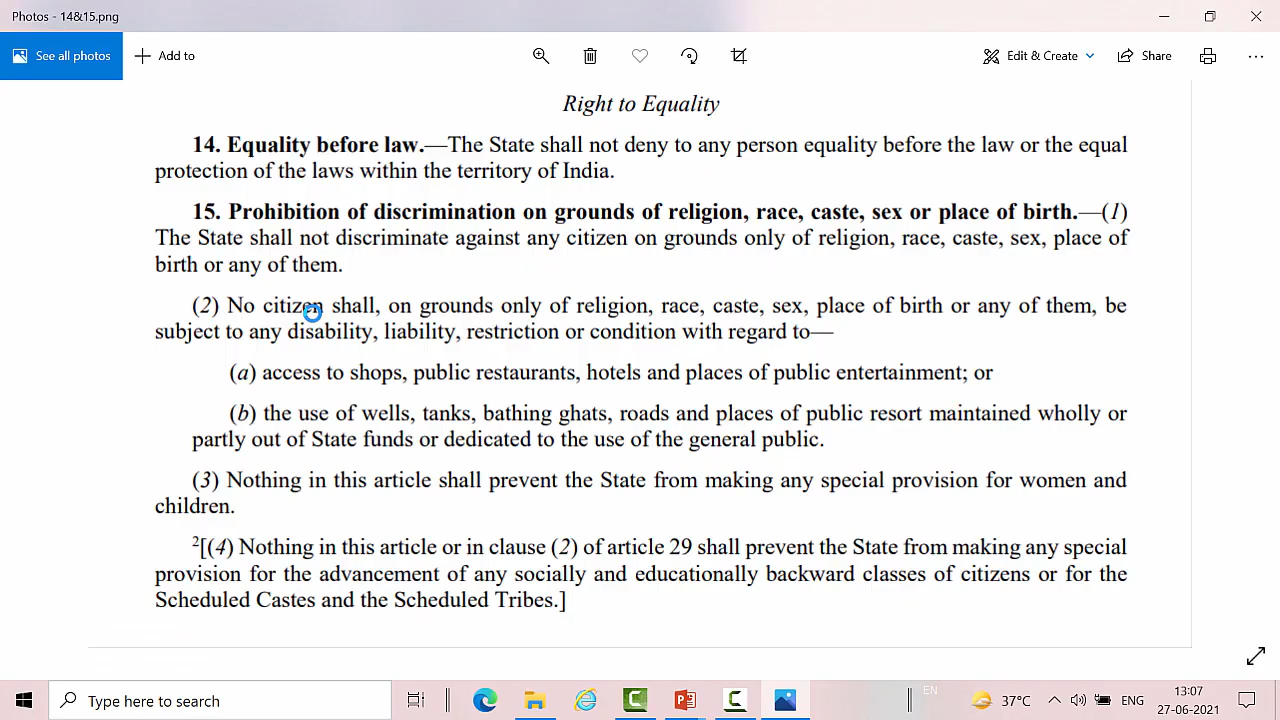 Photos - 14&15.png
See all photos
Add to
Edit & Create
Share
Right to Equality
14. Equality before law.—The State shall not deny to any person equality before the law or the equal
protection of the laws within the territory of India.
15. Prohibition of discrimination on grounds of religion, race, caste, sex or place of birth.—(1)
The State shall not discriminate against any citizen on grounds only of religion, race, caste, sex, place of
birth or any of them.
(2) No citizen shall, on grounds only of religion, race, caste, sex, place of birth or any of them, be
subject to any disability, liability, restriction or condition with regard to—
(a) access to shops, public restaurants, hotels and places of public entertainment; or
(b) the use of wells, tanks, bathing ghats, roads and places of public resort maintained wholly or
partly out of State funds or dedicated to the use of the general public.
(3) Nothing in this article shall prevent the State from making any special provision for women and
children.
2[(4) Nothing in this article or in clause (2) of article 29 shall prevent the State from making any special
provision for the advancement of any socially and educationally backward classes of citizens or for the
Scheduled Castes and the Scheduled Tribes.]
Type here to search
EN
37°C
ENG
13:07
27-06-2021